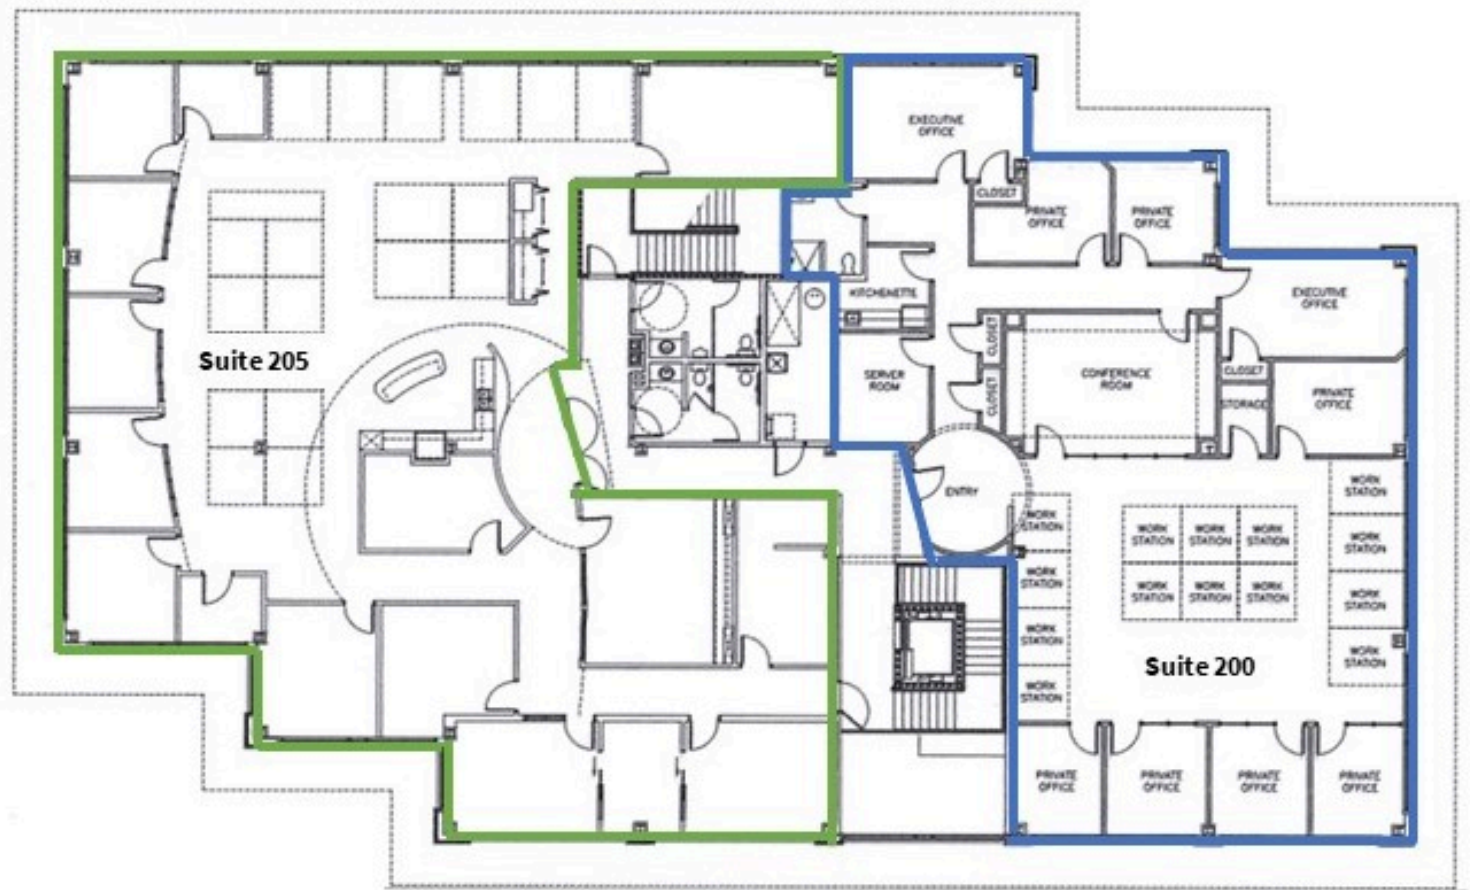 EXECUTIVE
OFFICE
CLOSET
PRIVATE
OFFICE
PRIVATE
OFFICE
KITCHENETTE
EXECUTIVE
OFFICE
Suite 205
SERVER
ROOM
CLOSET
CLOSET
CONFERENCE
ROOM
CLOSET
STORAGE
PRIVATE
OFFICE
ENTRY
WORK
STATION
WORK
STATION
WORK
STATION
WORK
STATION
WORK
STATION
WORK
STATION
WORK
STATION
WORK
STATION
WORK
STATION
WORK
STATION
WORK
STATION
WORK
STATION
WORK
STATION
WORK
STATION
Suite 200
PRIVATE
OFFICE
PRIVATE
OFFICE
PRIVATE
OFFICE
PRIVATE
OFFICE